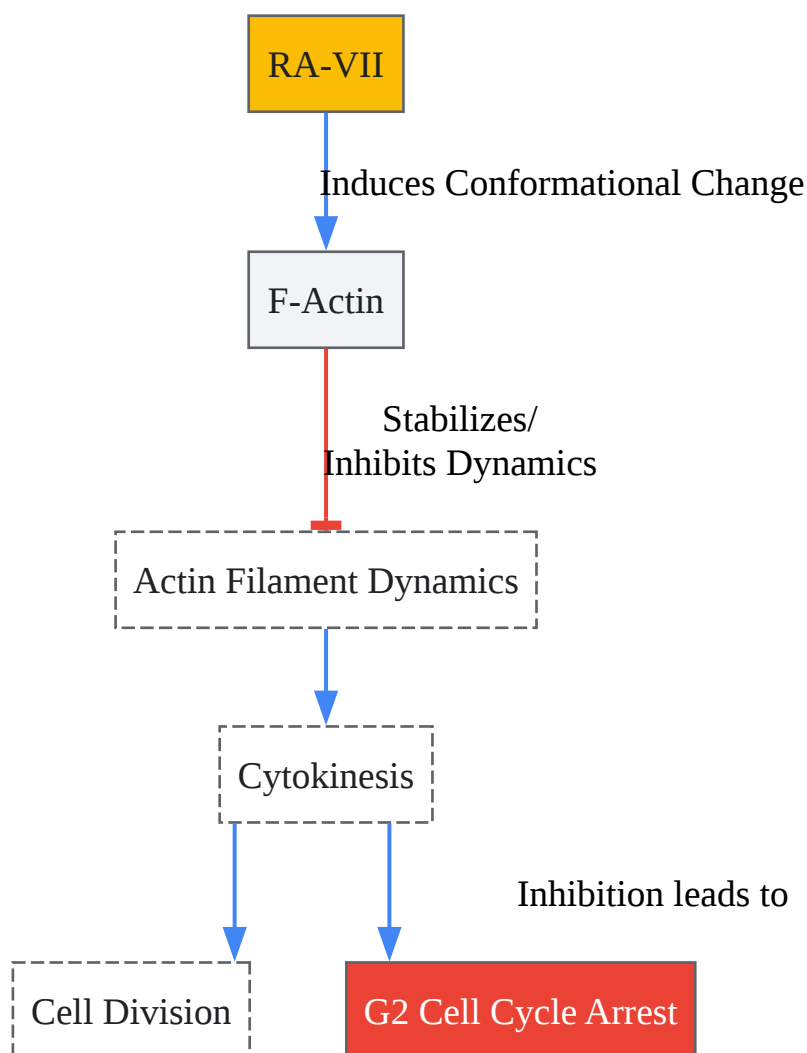 RA-VII
Induces Conformational Change
F-Actin
Stabilizes/
Inhibits Dynamics
Actin Filament Dynamics
Cytokinesis
Inhibition leads to
Cell Division
G2 Cell Cycle Arrest